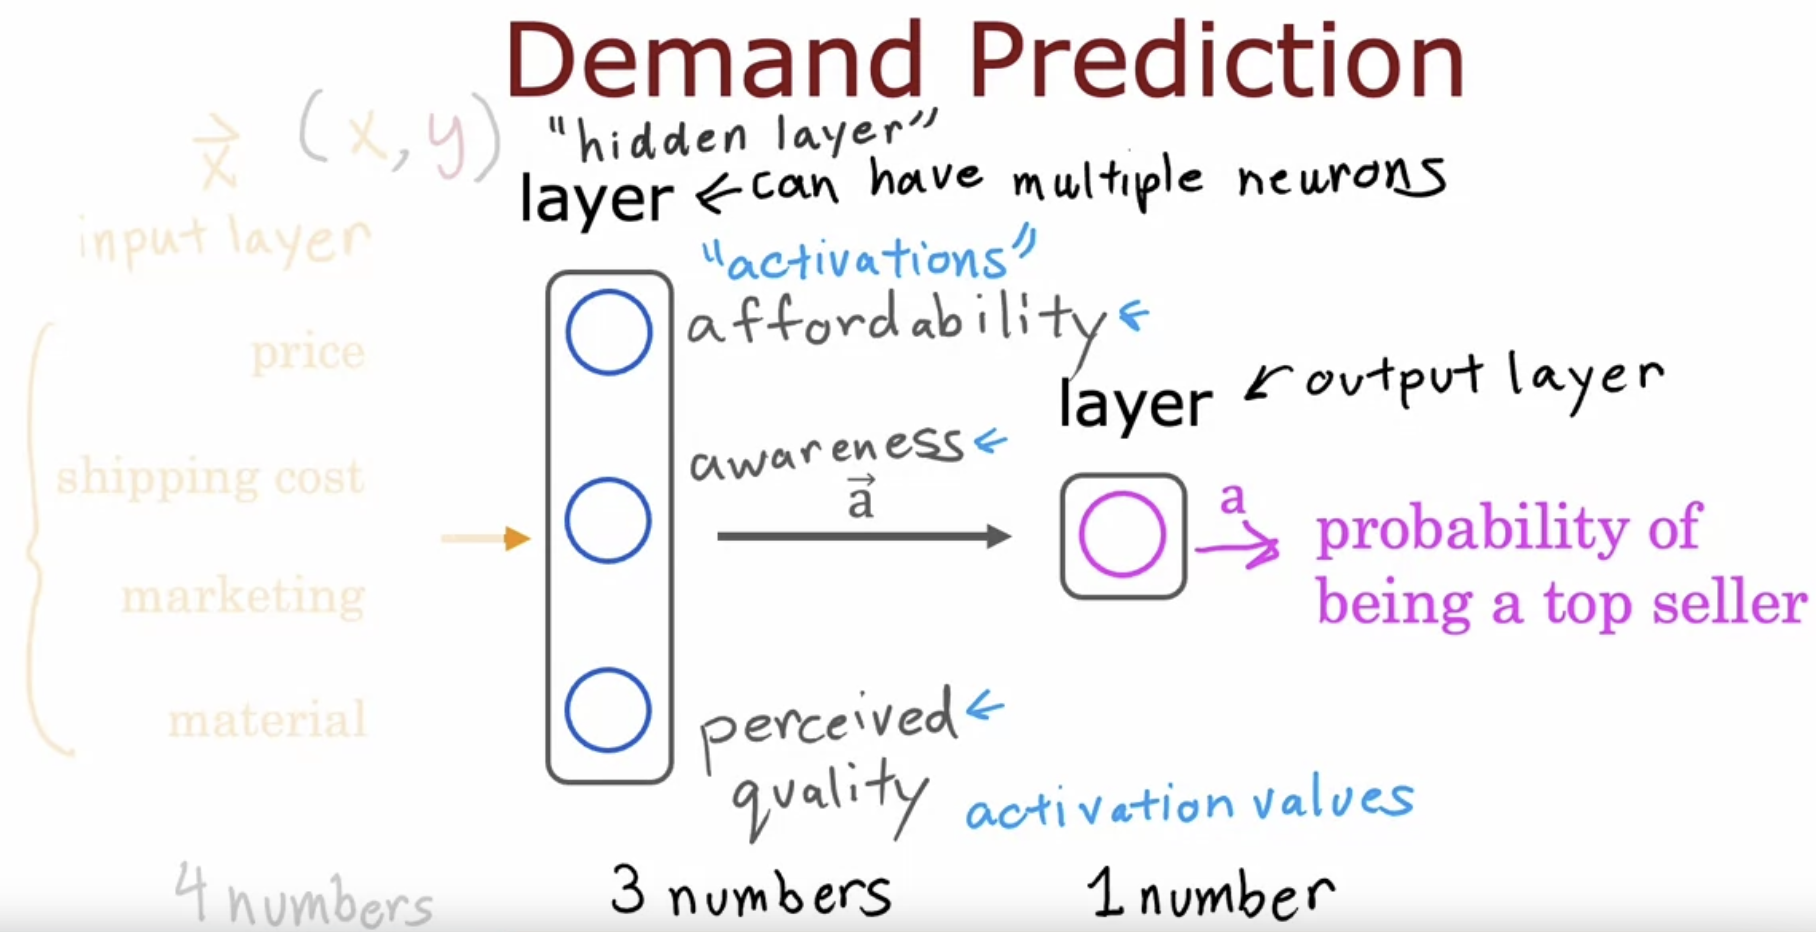 Demand Prediction
x⃗ (x, y)
"hidden layer"
layer ← can have multiple neurons
input layer
"activations"
price
affordability ←
layer ← output layer
shipping cost
awareness ←
a⃗
a
probability of
being a top seller
marketing
material
perceived ←
quality
activation values
4 numbers
3 numbers
1 number